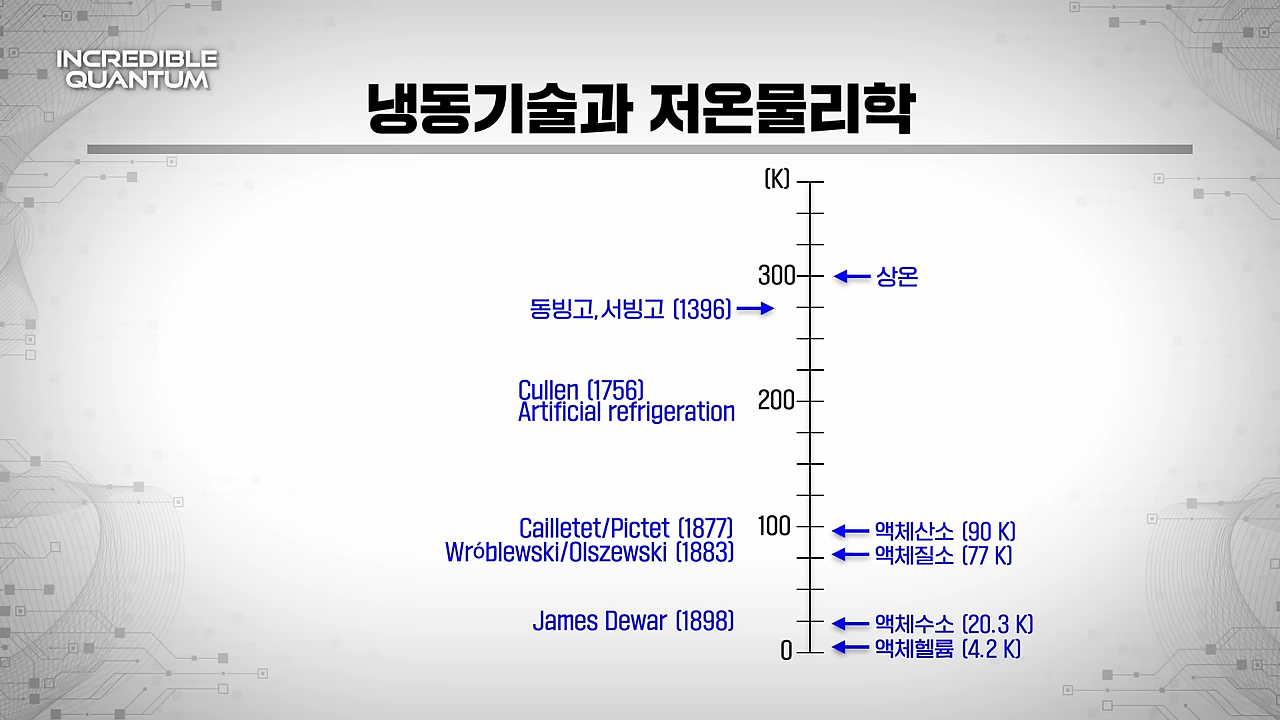 INCREDIBLE
QUANTUM
냉동기술과 저온물리학
(K)
300
상온
동빙고, 서빙고 (1396)
Cullen (1756)
Artificial refrigeration
200
Cailletet/Pictet (1877)
100
액체산소 (90 K)
Wróblewski/Olszewski (1883)
액체질소 (77 K)
James Dewar (1898)
액체수소 (20.3 K)
0
액체헬륨 (4.2 K)